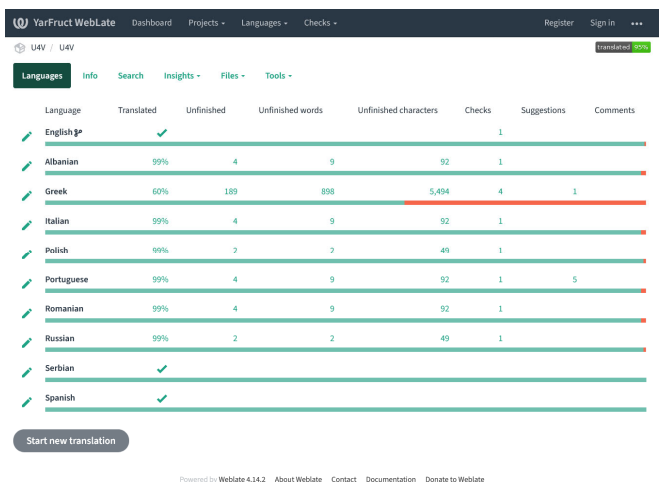 YarFruct WebLate Dashboard Projects Languages Checks Register Sign in
U4V / U4V translated 95%
Languages Info Search Insights Files Tools
Language Translated Unfinished Unfinished words Unfinished characters Checks Suggestions Comments
English 1
Albanian 99% 4 9 92 1
Greek 60% 189 898 5,494 4 1
Italian 99% 4 9 92 1
Polish 99% 2 2 49 1
Portuguese 99% 4 9 92 1 5
Romanian 99% 4 9 92 1
Russian 99% 2 2 49 1
Serbian
Spanish
Start new translation
Powered by Weblate 4.14.2 About Weblate Contact Documentation Donate to Weblate